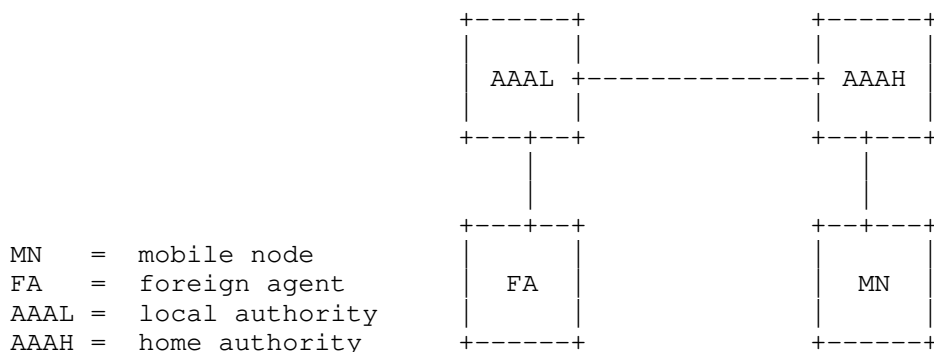 AAAL AAAH
MN = mobile node
FA = foreign agent FA MN
AAAL = local authority
AAAH = home authority